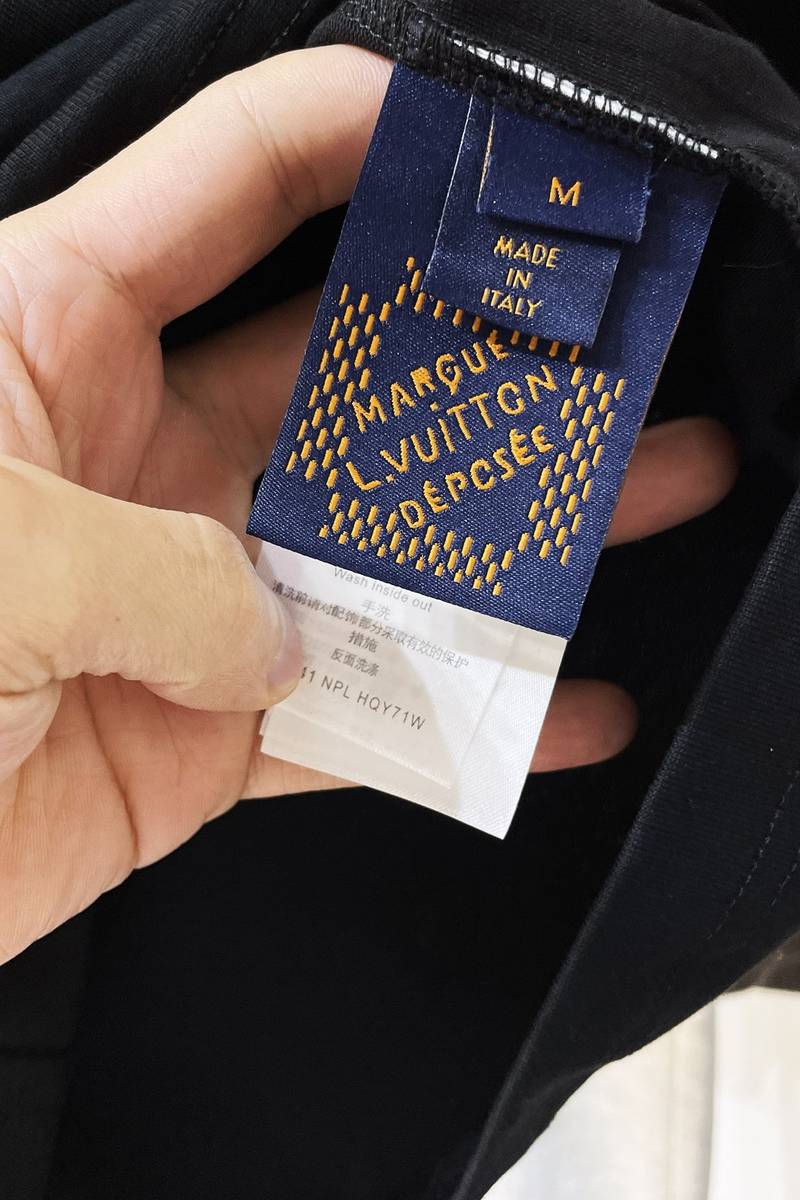 M
MADE
IN
ITALY
MARQUE
L.VUITTON
DÉPOSÉE
Wash inside out
手洗
清洗前请对配饰部分采取有效的保护
措施
反面洗涤
41 NPL HQY71W